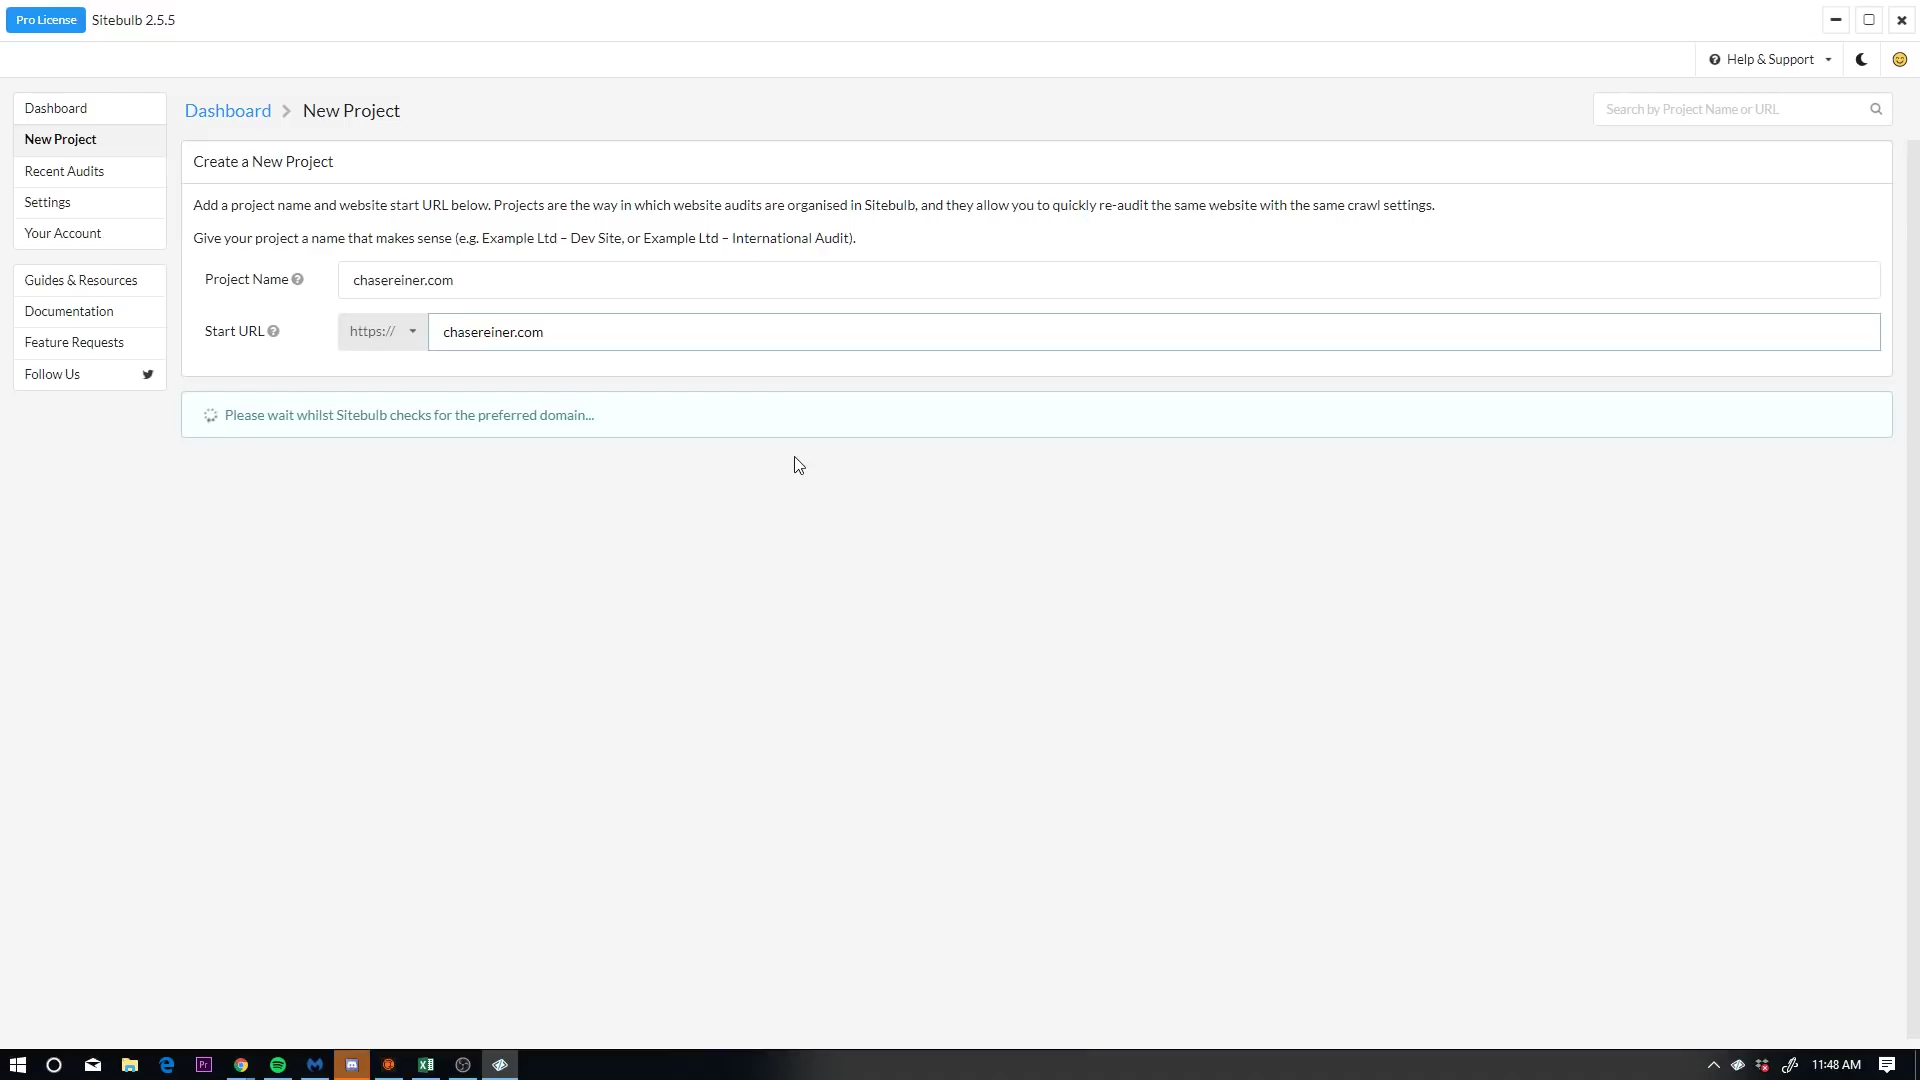 Pro License Sitebulb 2.5.5
Help & Support
Dashboard
New Project
Recent Audits
Settings
Your Account
Guides & Resources
Documentation
Feature Requests
Follow Us
Dashboard New Project
Search by Project Name or URL
Create a New Project
Add a project name and website start URL below. Projects are the way in which website audits are organised in Sitebulb, and they allow you to quickly re-audit the same website with the same crawl settings.
Give your project a name that makes sense (e.g. Example Ltd – Dev Site, or Example Ltd – International Audit).
Project Name ? chasereiner.com
Start URL ? https:// chasereiner.com
Please wait whilst Sitebulb checks for the preferred domain...
Pr
11:48 AM